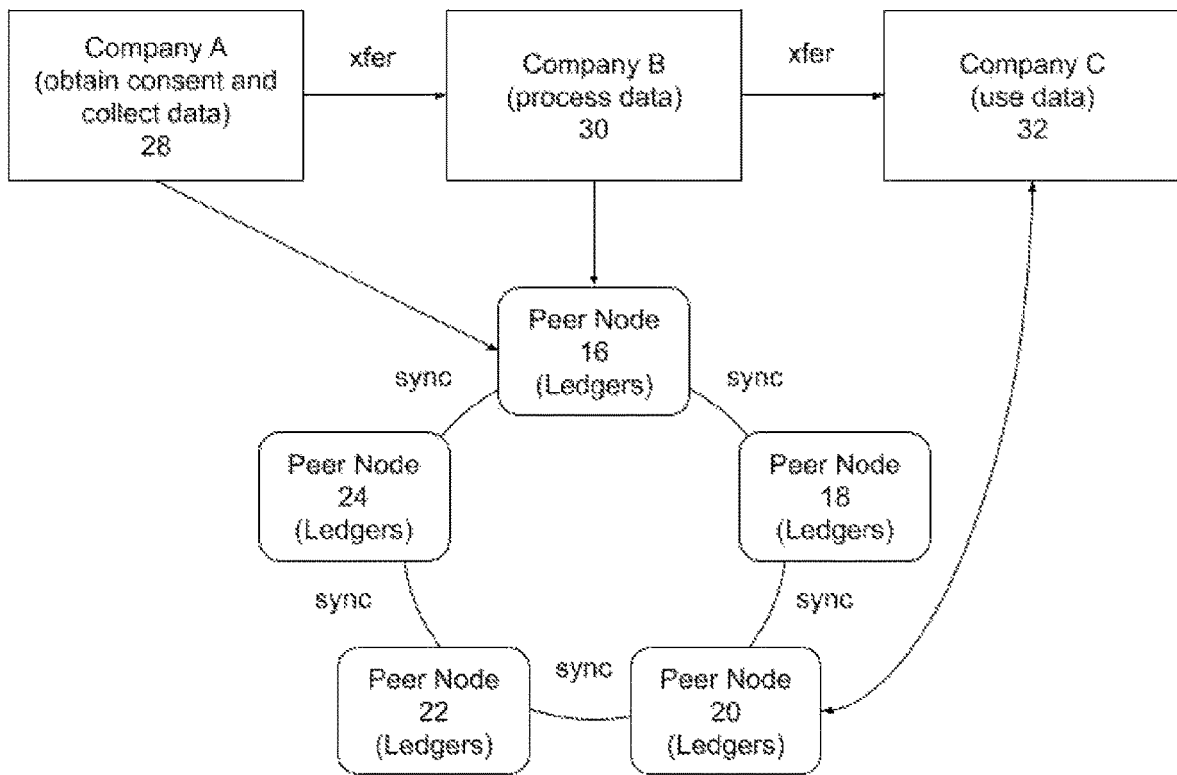 Company A
(obtain consent and
collect data)
28
xfer
Company B
(process data)
30
xfer
Company C
(use data)
32
Peer Node
16
(Ledgers)
sync
sync
Peer Node
24
(Ledgers)
Peer Node
18
(Ledgers)
sync
sync
Peer Node
22
(Ledgers)
sync
Peer Node
20
(Ledgers)